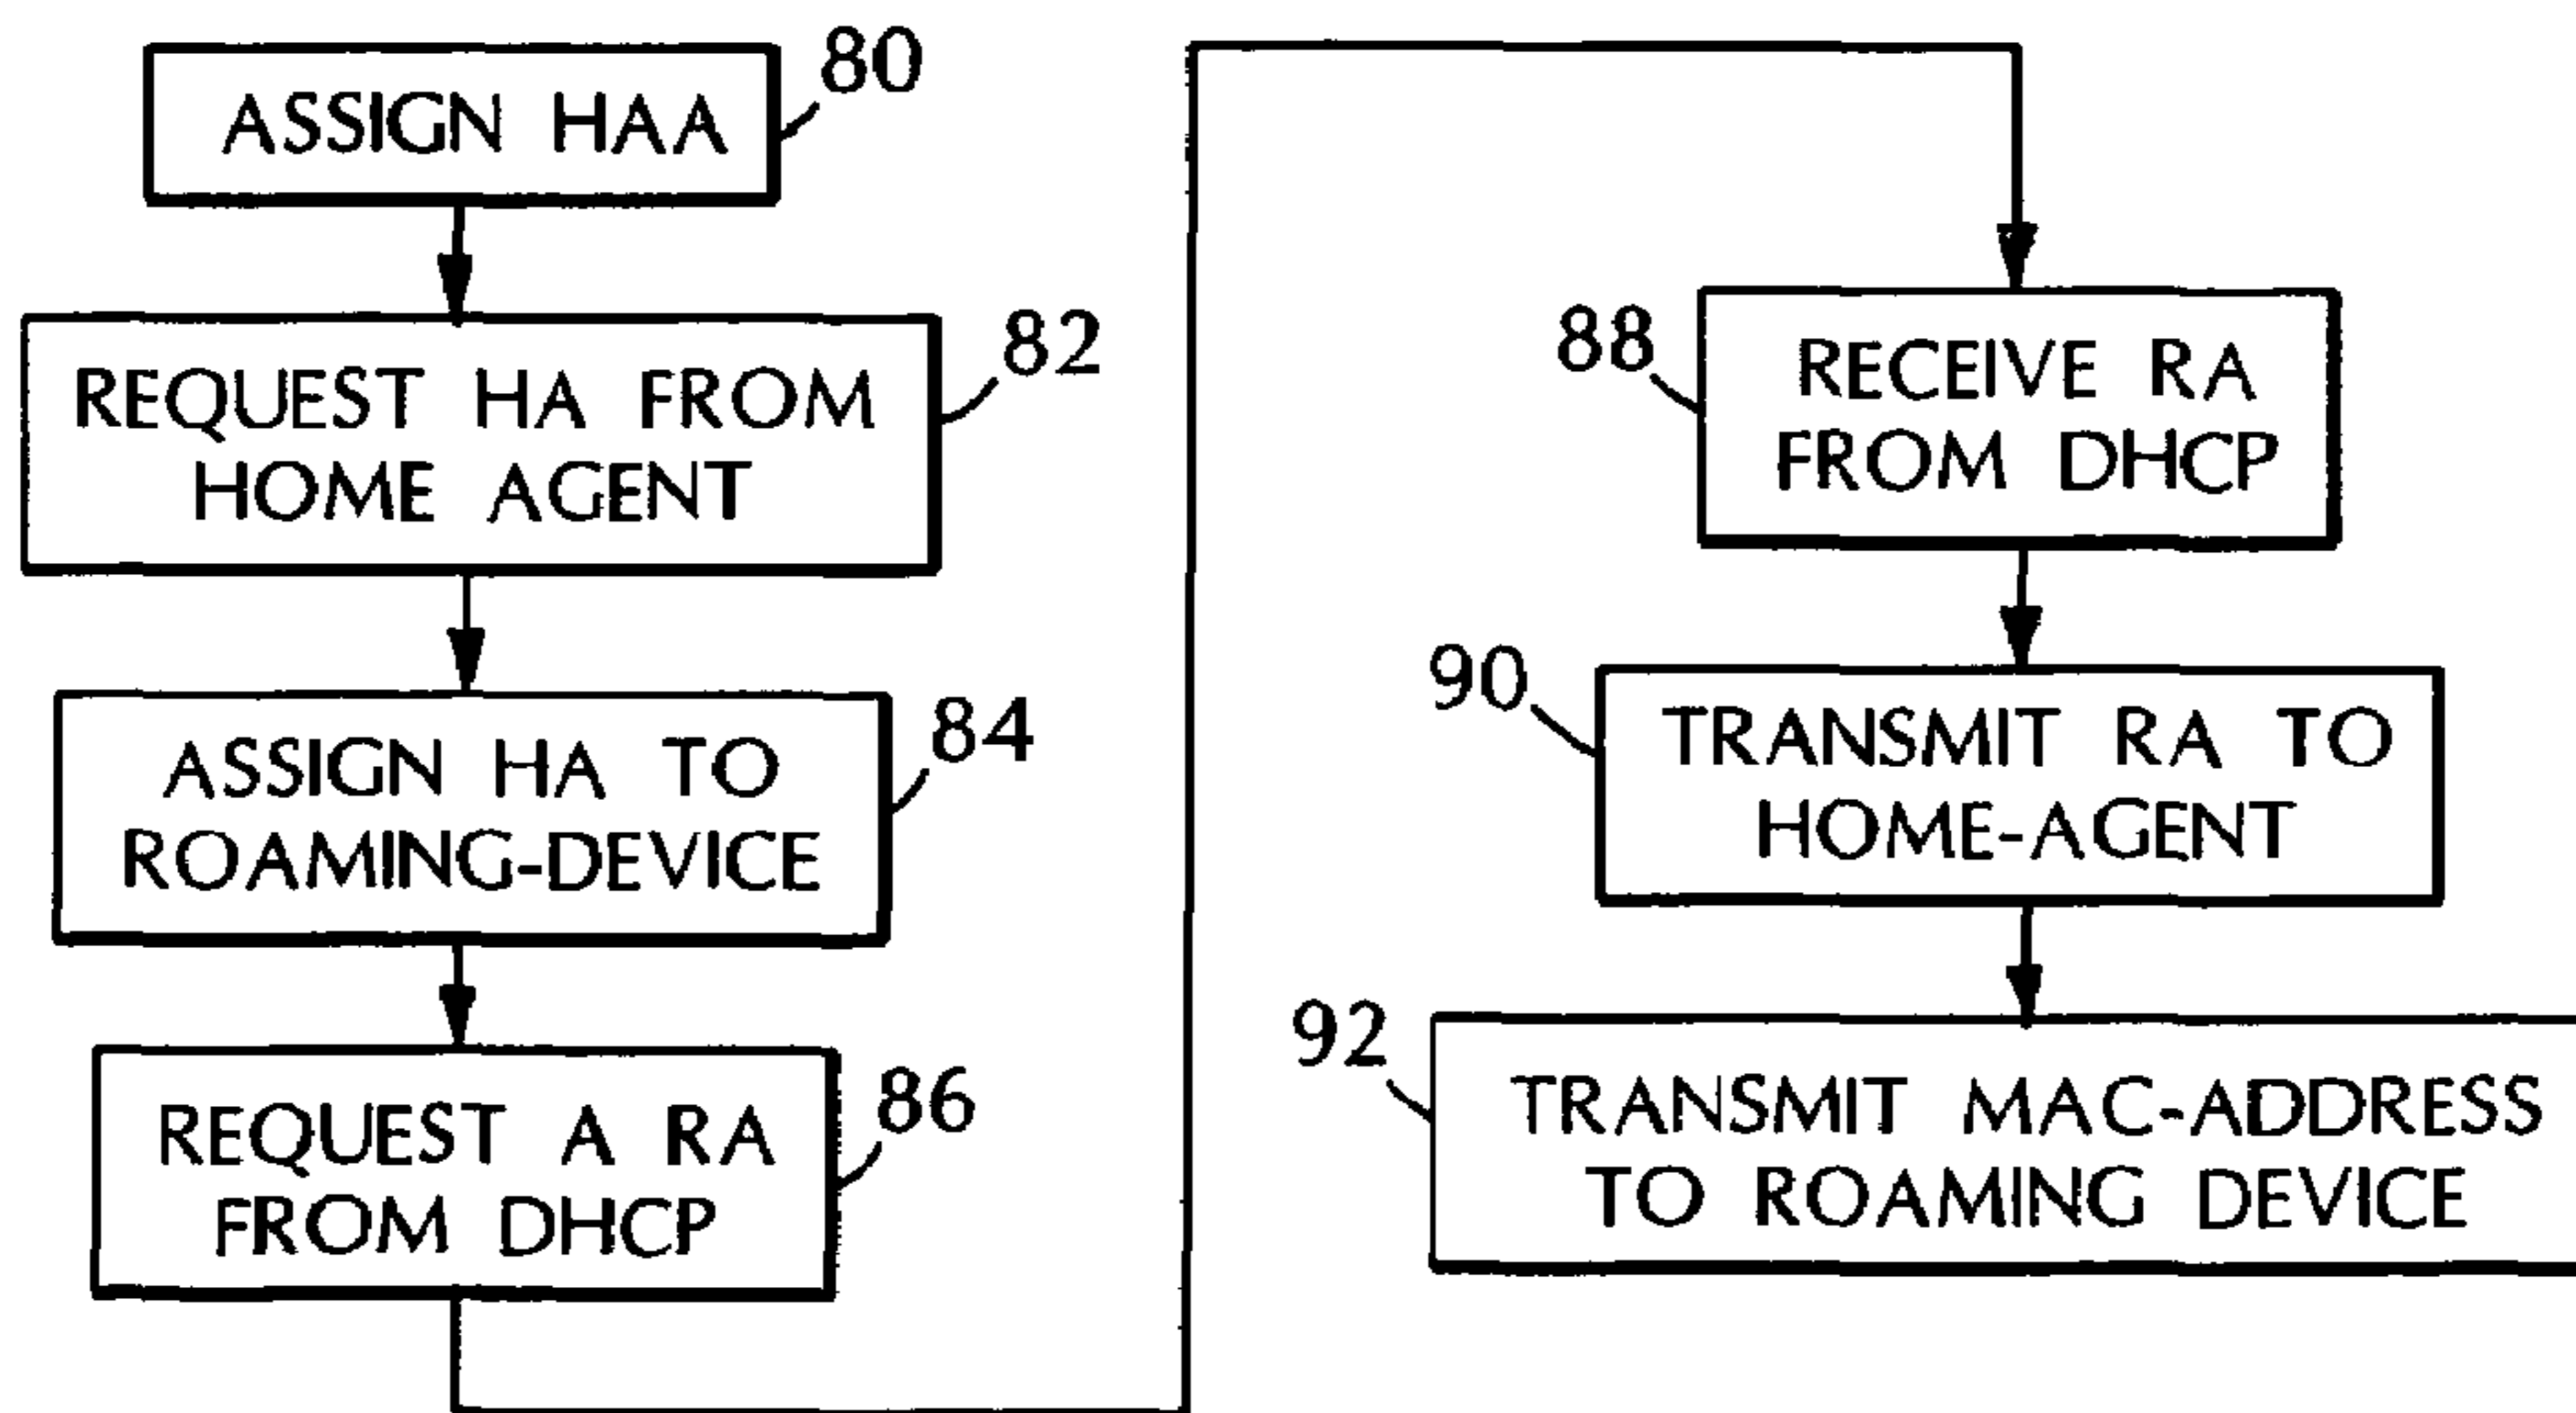 ASSIGN HAA
80
REQUEST HA FROM
HOME AGENT
82
ASSIGN HA TO
ROAMING-DEVICE
84
REQUEST A RA
FROM DHCP
86
88
RECEIVE RA
FROM DHCP
90
TRANSMIT RA TO
HOME-AGENT
92
TRANSMIT MAC-ADDRESS
TO ROAMING DEVICE